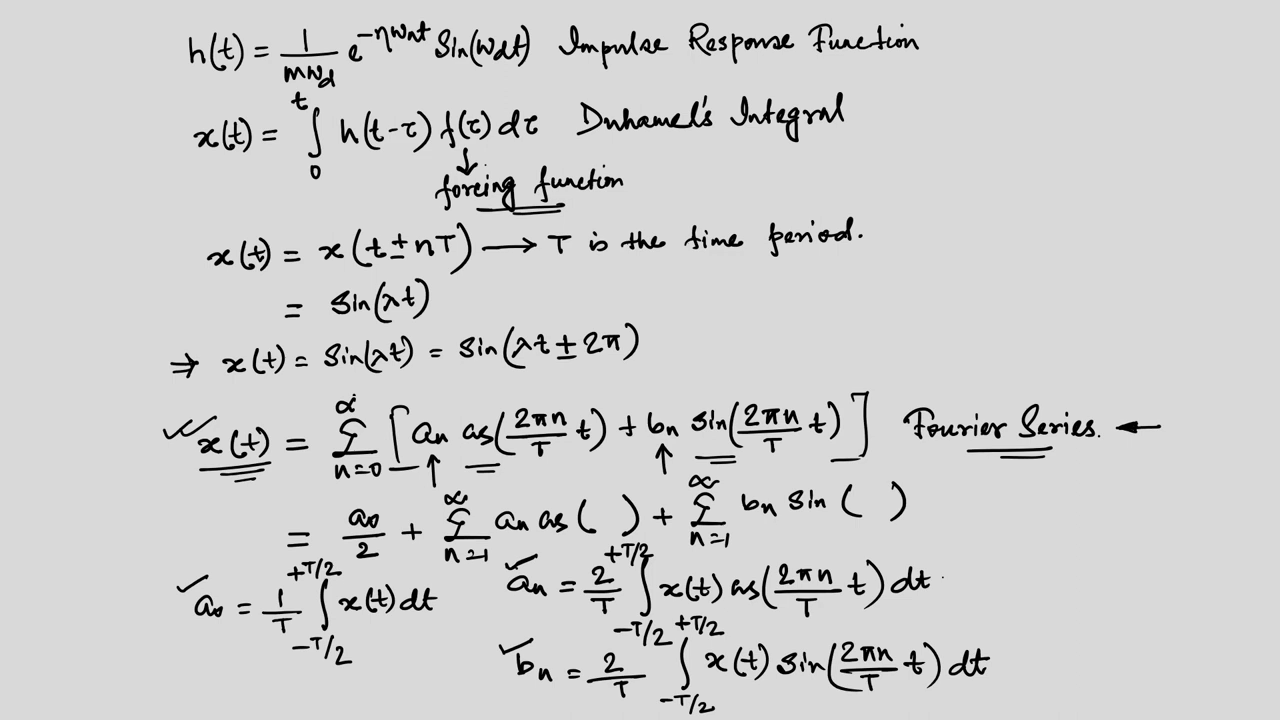 h(t) = 1/(mω_d) e^(-ηω_n t) Sin(ω_d t) Impulse Response Function
x(t) = ∫_0^t h(t-τ) f(τ) dτ Duhamel's Integral
↓
forcing function
x(t) = x(t ± nT) → T is the time period.
= Sin(λt)
⇒ x(t) = Sin(λt) = Sin(λt ± 2π)
✓✓ x(t) = Σ_(n=0)^∞ [a_n cos(2πn/T t) + b_n sin(2πn/T t)] Fourier Series. ←
= a_0/2 + Σ_(n=1)^∞ a_n cos( ) + Σ_(n=1)^∞ b_n sin( )
✓ a_0 = 1/T ∫_(-T/2)^(+T/2) x(t) dt ✓ a_n = 2/T ∫_(-T/2)^(+T/2) x(t) cos(2πn/T t) dt
✓ b_n = 2/T ∫_(-T/2)^(+T/2) x(t) sin(2πn/T t) dt